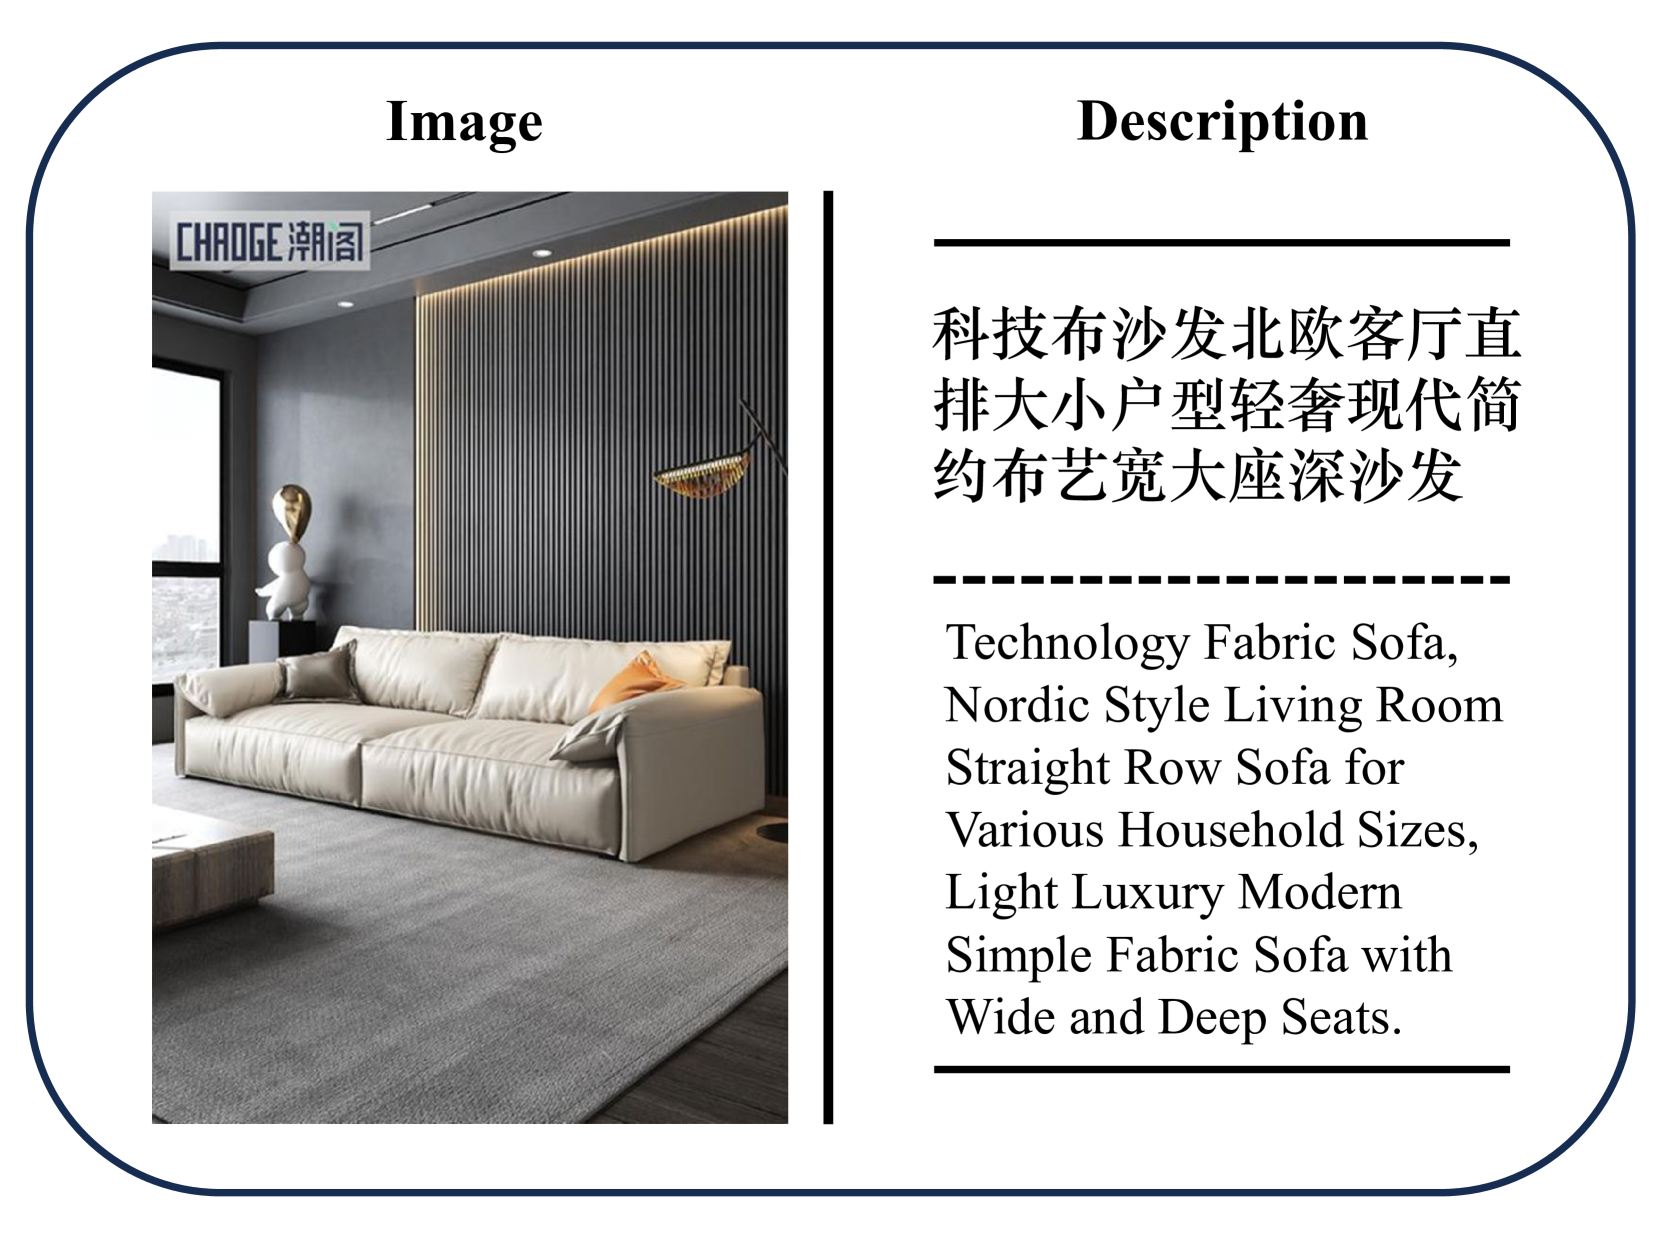 Image
Description
CHAOGE 潮阁
科技布沙发北欧客厅直
排大小户型轻奢现代简
约布艺宽大座深沙发
Technology Fabric Sofa,
Nordic Style Living Room
Straight Row Sofa for
Various Household Sizes,
Light Luxury Modern
Simple Fabric Sofa with
Wide and Deep Seats.